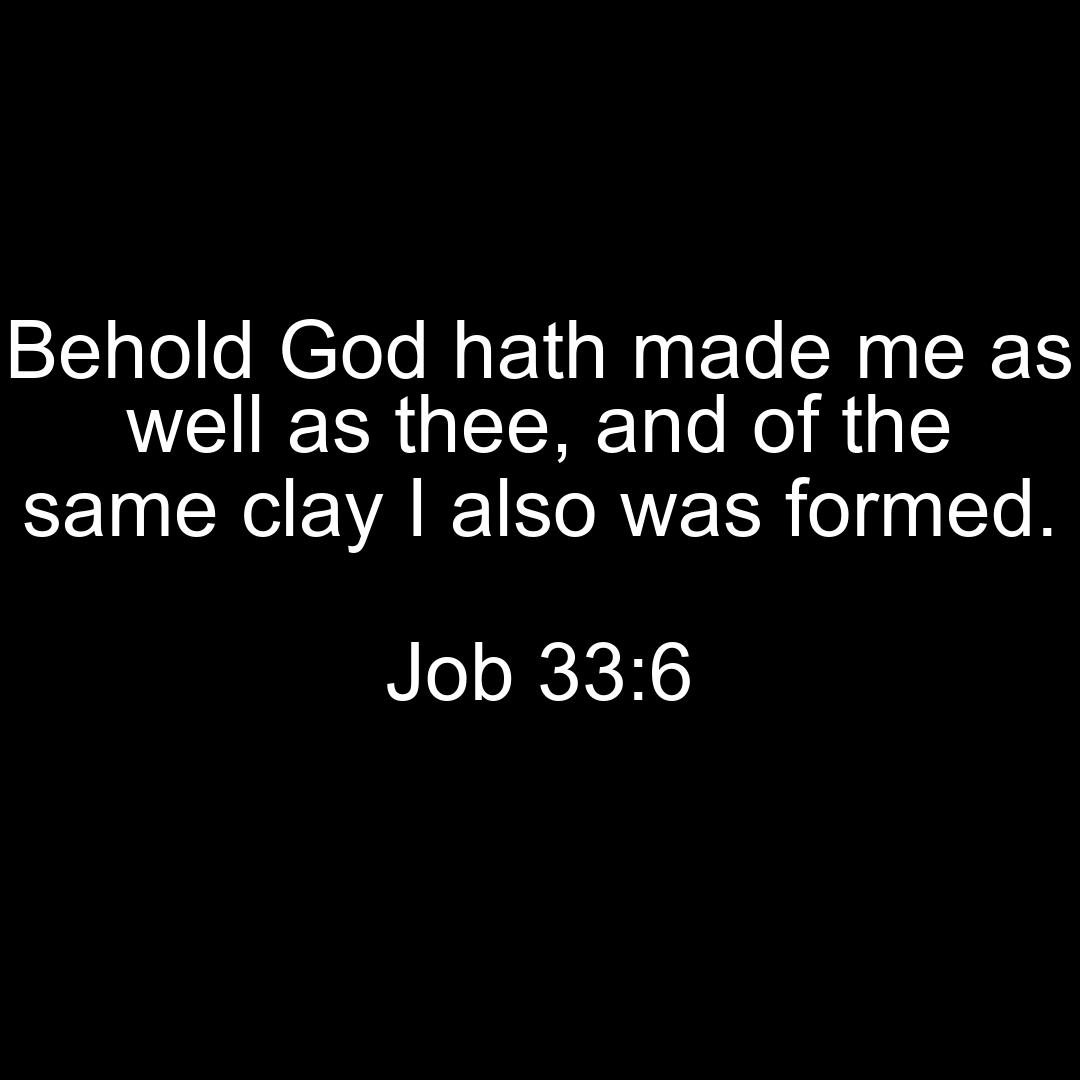 Behold God hath made me as
well as thee, and of the
same clay I also was formed.
Job 33:6